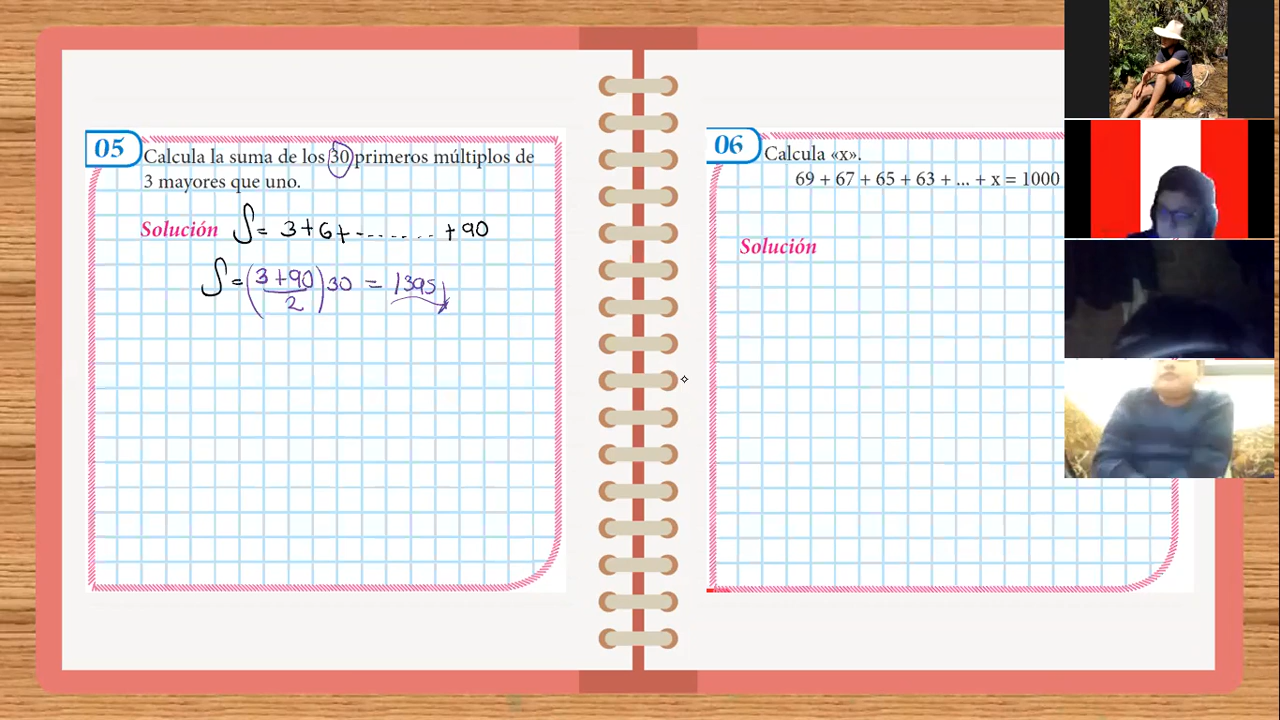 05
Calcula la suma de los 30 primeros múltiplos de
3 mayores que uno.
Solución S = 3+6+........+90
S = (3+90/2)30 = 1395
06
Calcula «x».
69 + 67 + 65 + 63 + ... + x = 1000
Solución